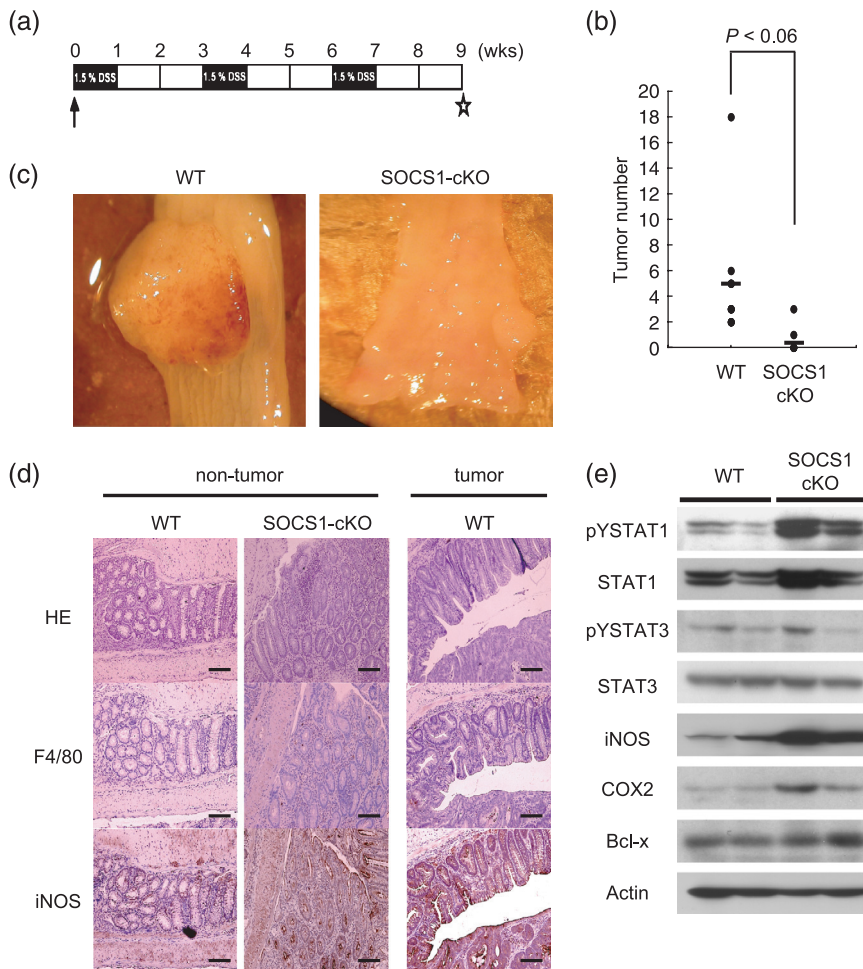 (a)
0 1 2 3 4 5 6 7 8 9 (wks)
1.5 % DSS 1.5 % DSS 1.5 % DSS
(b)
P < 0.06
20
18
16
14
12
10
8
6
4
2
0
Tumor number
WT SOCS1
cKO
(c)
WT SOCS1-cKO
(d)
non-tumor tumor
WT SOCS1-cKO WT
HE
F4/80
iNOS
(e)
WT SOCS1
cKO
pYSTAT1
STAT1
pYSTAT3
STAT3
iNOS
COX2
Bcl-x
Actin